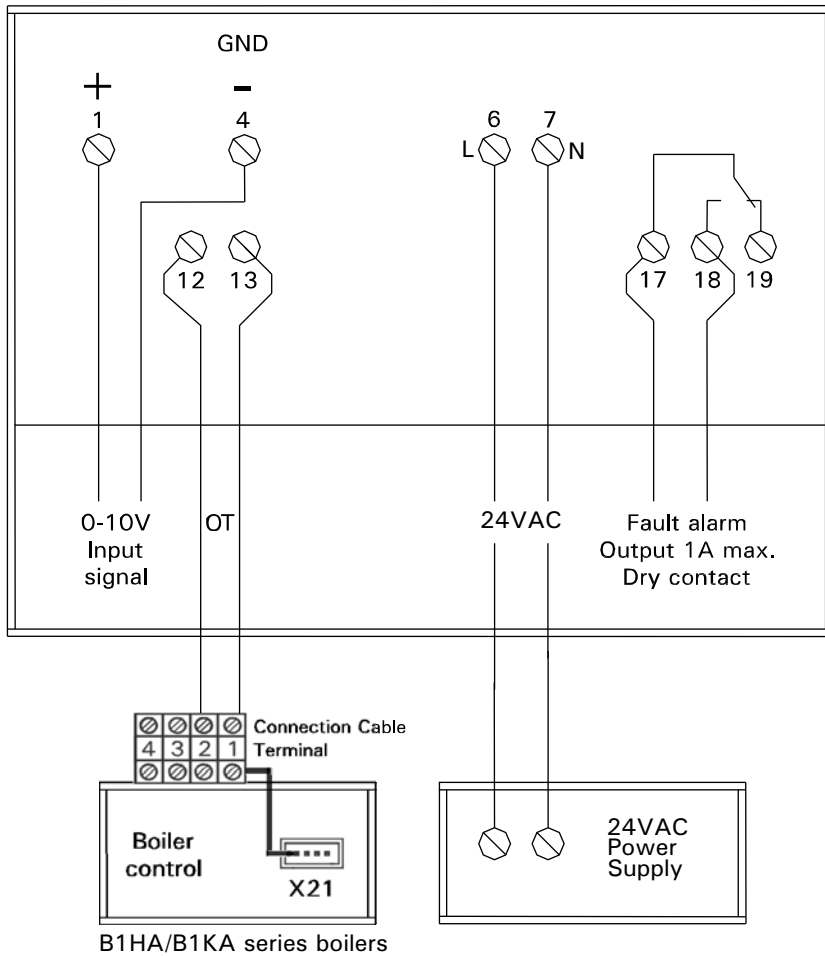 GND
+ -
1 4 6 7
L N
12 13 17 18 19
0-10V
Input
signal
OT
24VAC
Fault alarm
Output 1A max.
Dry contact
4 3 2 1
Connection Cable
Terminal
Boiler
control
X21
24VAC
Power
Supply
B1HA/B1KA series boilers